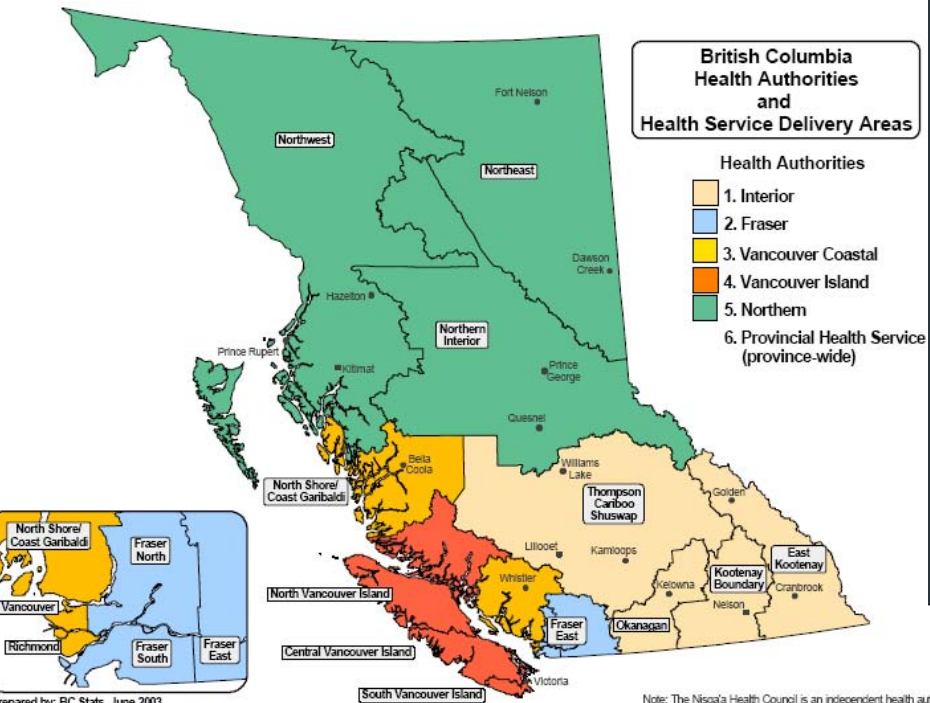 British Columbia
Health Authorities
and
Health Service Delivery Areas
Health Authorities
1. Interior
2. Fraser
3. Vancouver Coastal
4. Vancouver Island
5. Northern
6. Provincial Health Service
(province-wide)
Fort Nelson
Northwest
Northeast
Dawson
Creek
Hazelton
Northern
Interior
Prince Rupert
Kitimat
Prince
George
Quesnel
Bella
Coola
Williams
Lake
North Shore/
Coast Garibaldi
Thompson
Cariboo
Shuswap
Golden
Lillooet
Kamloops
East
Kootenay
Whistler
Kelowna
Kootenay
Boundary
Cranbrook
Nelson
North Vancouver Island
Fraser
East
Okanagan
Central Vancouver Island
Victoria
South Vancouver Island
North Shore/
Coast Garibaldi
Fraser
North
Vancouver
Richmond
Fraser
South
Fraser
East
repared by: BC Stats, June 2003
Note: The Nisga'a Health Council is an independent health aut